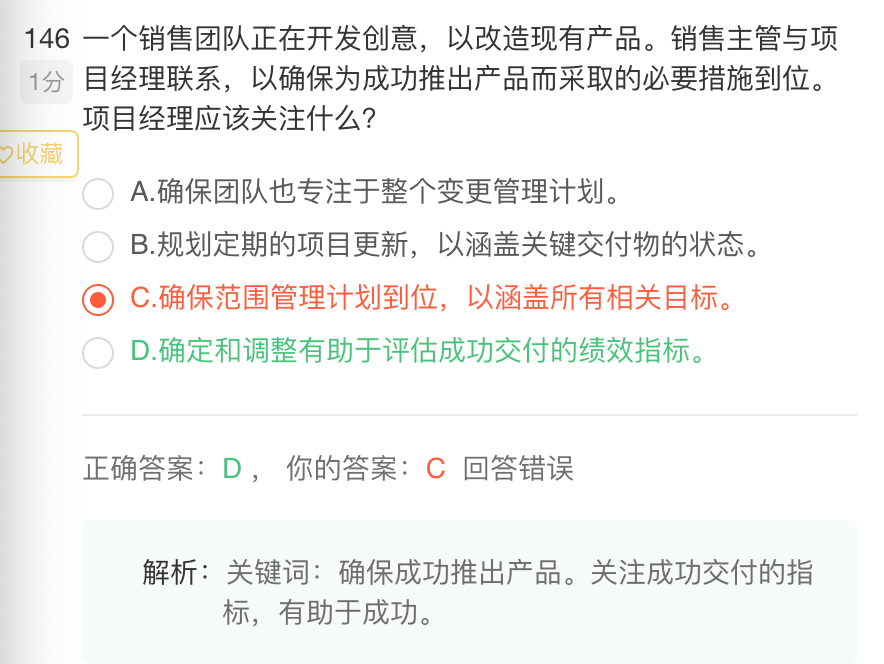 146 一个销售团队正在开发创意，以改造现有产品。销售主管与项
1分 目经理联系，以确保为成功推出产品而采取的必要措施到位。
项目经理应该关注什么？
♡收藏
A.确保团队也专注于整个变更管理计划。
B.规划定期的项目更新，以涵盖关键交付物的状态。
C.确保范围管理计划到位，以涵盖所有相关目标。
D.确定和调整有助于评估成功交付的绩效指标。
正确答案：D ， 你的答案：C 回答错误
解析：关键词：确保成功推出产品。关注成功交付的指
标，有助于成功。